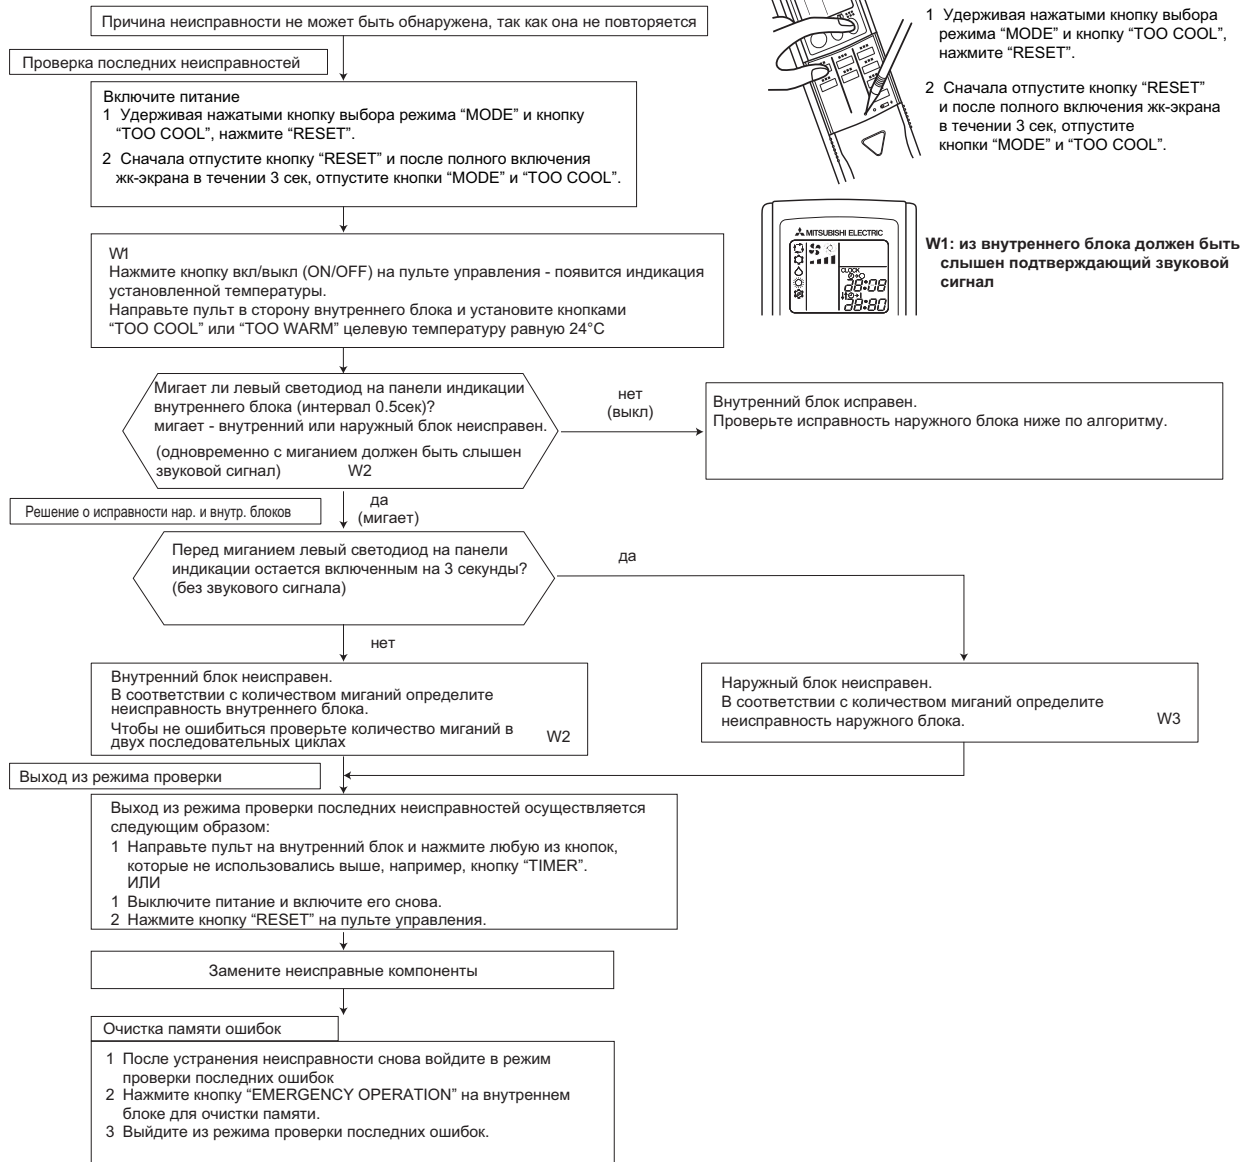 Причина неисправности не может быть обнаружена, так как она не повторяется
Проверка последних неисправностей
Включите питание
1 Удерживая нажатыми кнопку выбора режима “MODE” и кнопку
“TOO COOL”, нажмите “RESET”.
2 Сначала отпустите кнопку “RESET” и после полного включения
жк-экрана в течении 3 сек, отпустите кнопки “MODE” и “TOO COOL”.
1 Удерживая нажатыми кнопку выбора
режима “MODE” и кнопку “TOO COOL”,
нажмите “RESET”.
2 Сначала отпустите кнопку “RESET”
и после полного включения жк-экрана
в течении 3 сек, отпустите
кнопки “MODE” и “TOO COOL”.
MITSUBISHI ELECTRIC
CLOCK
88:08
88:80
W1: из внутреннего блока должен быть
слышен подтверждающий звуковой
сигнал
W1
Нажмите кнопку вкл/выкл (ON/OFF) на пульте управления - появится индикация
установленной температуры.
Направьте пульт в сторону внутреннего блока и установите кнопками
“TOO COOL” или “TOO WARM” целевую температуру равную 24°C
Мигает ли левый светодиод на панели индикации
внутреннего блока (интервал 0.5сек)?
мигает - внутренний или наружный блок неисправен.
(одновременно с миганием должен быть слышен
звуковой сигнал) W2
нет
(выкл)
Внутренний блок исправен.
Проверьте исправность наружного блока ниже по алгоритму.
да
(мигает)
Решение о исправности нар. и внутр. блоков
Перед миганием левый светодиод на панели
индикации остается включенным на 3 секунды?
(без звукового сигнала)
да
нет
Внутренний блок неисправен.
В соответствии с количеством миганий определите
неисправность внутреннего блока.
Чтобы не ошибиться проверьте количество миганий в
двух последовательных циклах W2
Наружный блок неисправен.
В соответствии с количеством миганий определите
неисправность наружного блока. W3
Выход из режима проверки
Выход из режима проверки последних неисправностей осуществляется
следующим образом:
1 Направьте пульт на внутренний блок и нажмите любую из кнопок,
которые не использовались выше, например, кнопку “TIMER”.
ИЛИ
1 Выключите питание и включите его снова.
2 Нажмите кнопку “RESET” на пульте управления.
Замените неисправные компоненты
Очистка памяти ошибок
1 После устранения неисправности снова войдите в режим
проверки последних ошибок
2 Нажмите кнопку “EMERGENCY OPERATION” на внутреннем
блоке для очистки памяти.
3 Выйдите из режима проверки последних ошибок.